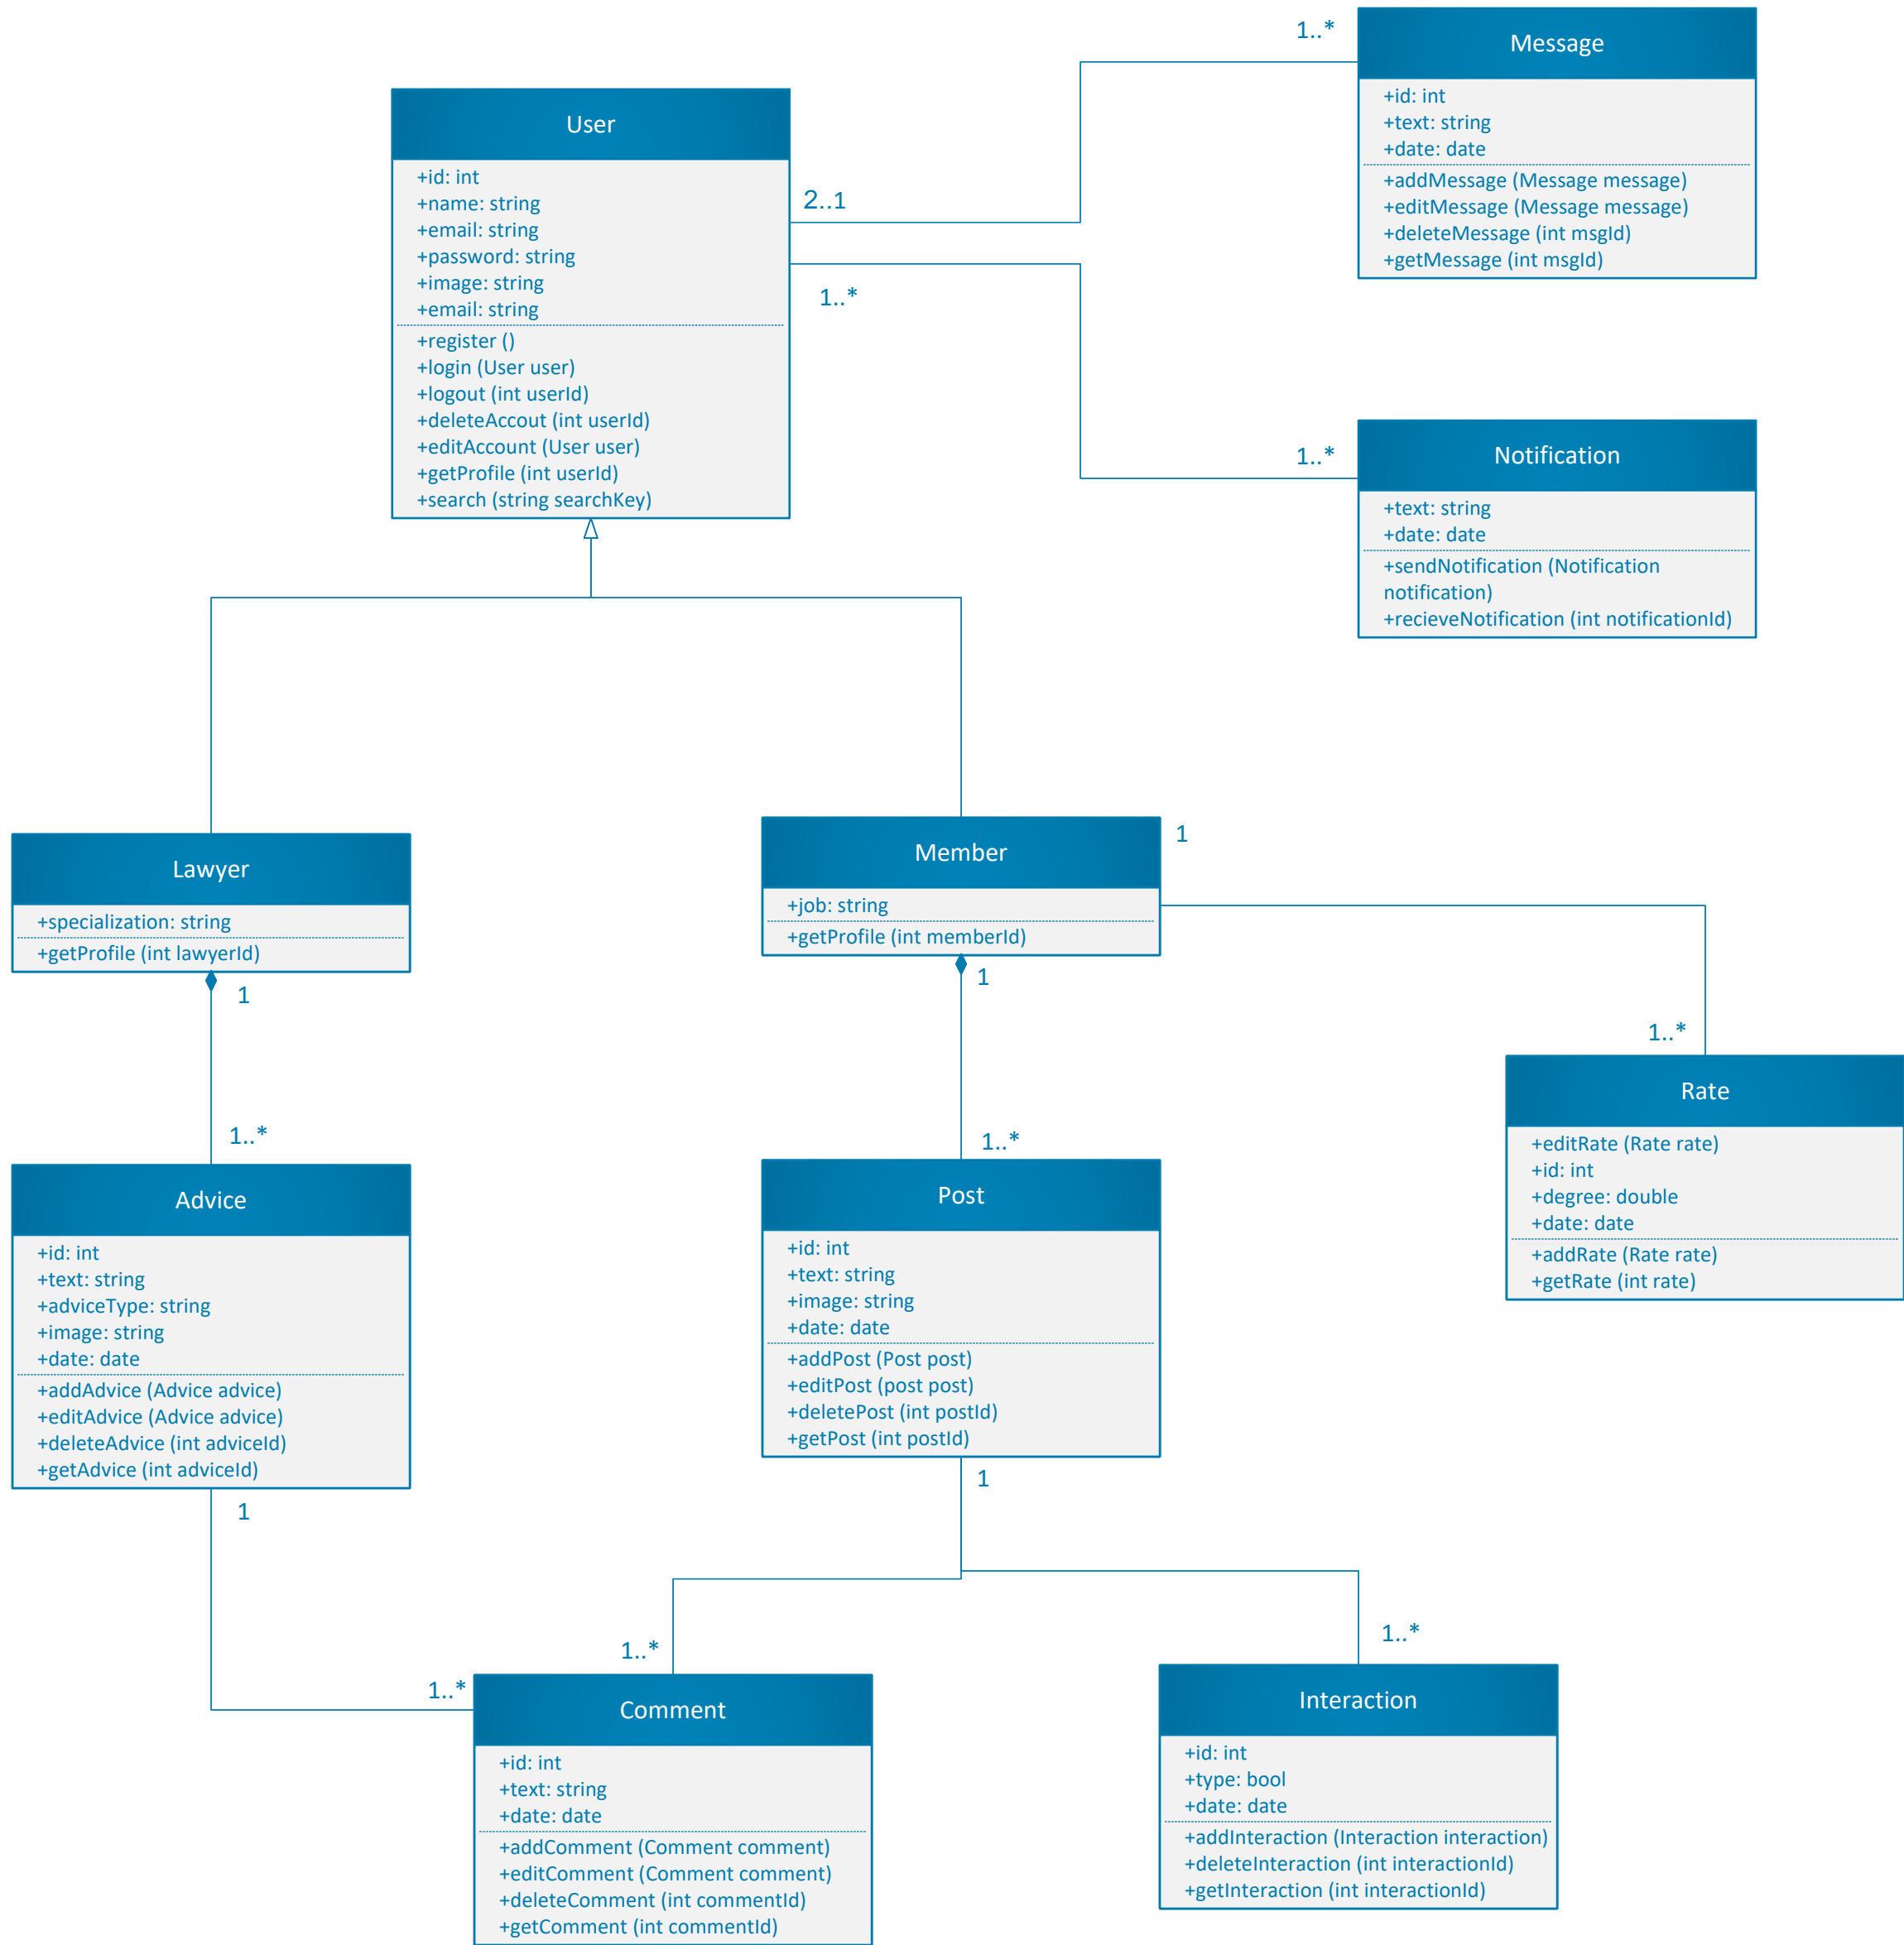 1..*
Message
+id: int
+text: string
+date: date
+addMessage (Message message)
+editMessage (Message message)
+deleteMessage (int msgId)
+getMessage (int msgId)
User
+id: int
+name: string
+email: string
+password: string
+image: string
+email: string
+register ()
+login (User user)
+logout (int userId)
+deleteAccout (int userId)
+editAccount (User user)
+getProfile (int userId)
+search (string searchKey)
2..1
1..*
1..*
Notification
+text: string
+date: date
+sendNotification (Notification
notification)
+recieveNotification (int notificationId)
Lawyer
+specialization: string
+getProfile (int lawyerId)
1
Member
+job: string
+getProfile (int memberId)
1
1
1..*
Rate
+editRate (Rate rate)
+id: int
+degree: double
+date: date
+addRate (Rate rate)
+getRate (int rate)
1..*
Advice
+id: int
+text: string
+adviceType: string
+image: string
+date: date
+addAdvice (Advice advice)
+editAdvice (Advice advice)
+deleteAdvice (int adviceId)
+getAdvice (int adviceId)
1
1..*
Post
+id: int
+text: string
+image: string
+date: date
+addPost (Post post)
+editPost (post post)
+deletePost (int postId)
+getPost (int postId)
1
1..*
1..*
Comment
+id: int
+text: string
+date: date
+addComment (Comment comment)
+editComment (Comment comment)
+deleteComment (int commentId)
+getComment (int commentId)
1..*
Interaction
+id: int
+type: bool
+date: date
+addInteraction (Interaction interaction)
+deleteInteraction (int interactionId)
+getInteraction (int interactionId)